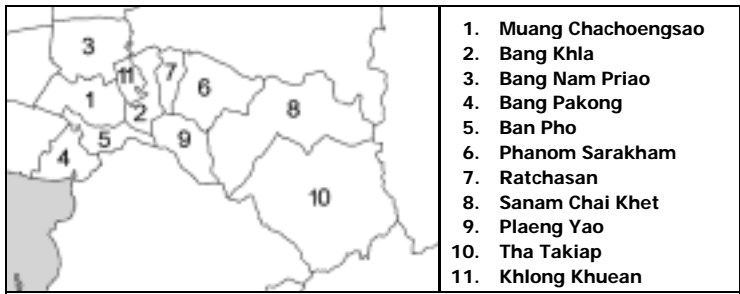 3
11
7
6
1
2
8
5
9
4
10
1. Muang Chachoengsao
2. Bang Khla
3. Bang Nam Priao
4. Bang Pakong
5. Ban Pho
6. Phanom Sarakham
7. Ratchasan
8. Sanam Chai Khet
9. Plaeng Yao
10. Tha Takiap
11. Khlong Khuean